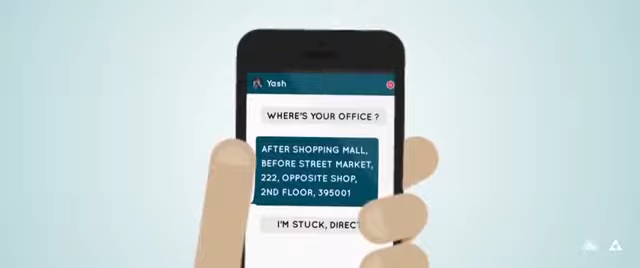 Yash
WHERE'S YOUR OFFICE ?
AFTER SHOPPING MALL,
BEFORE STREET MARKET,
222, OPPOSITE SHOP,
2ND FLOOR, 395001
I'M STUCK,